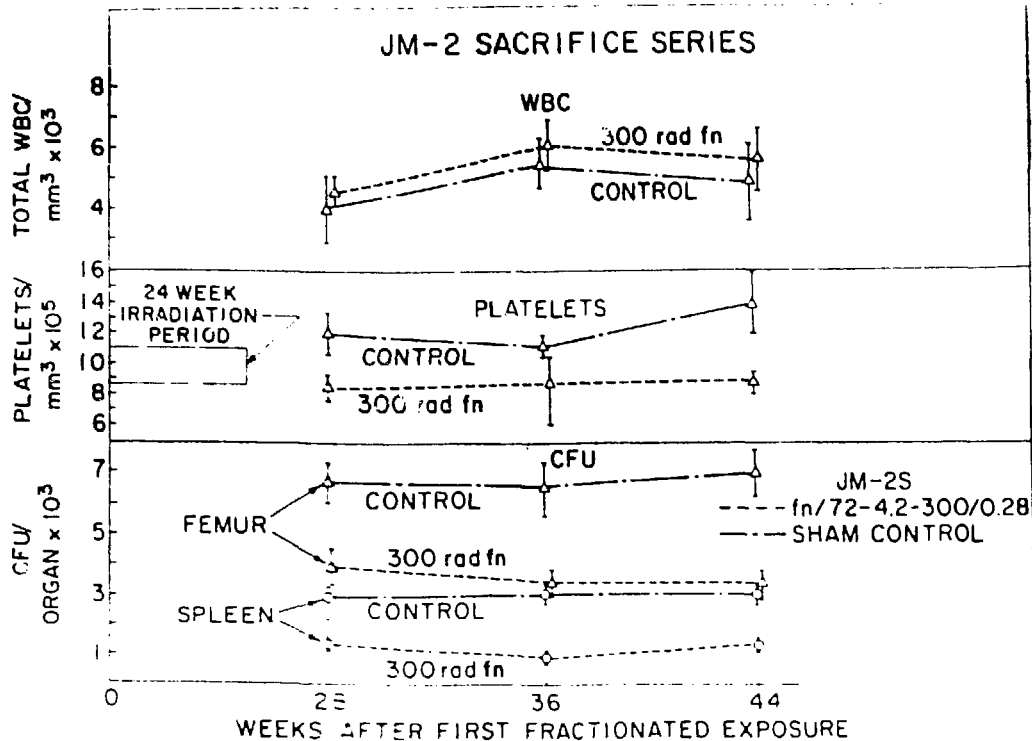 JM-2 SACRIFICE SERIES
TOTAL WBC/
mm³ x 10³
8
6
4
WBC
300 rad fn
CONTROL
PLATELETS/
mm³ x 10⁵
16
14
12
10
8
6
24 WEEK
IRRADIATION
PERIOD
PLATELETS
CONTROL
300 rad fn
CFU/
ORGAN x 10³
7
5
3
1
CFU
CONTROL
FEMUR
300 rad fn
SPLEEN
CONTROL
300 rad fn
JM-2S
fn/72-4.2-300/0.28
SHAM CONTROL
0 36 44
WEEKS AFTER FIRST FRACTIONATED EXPOSURE